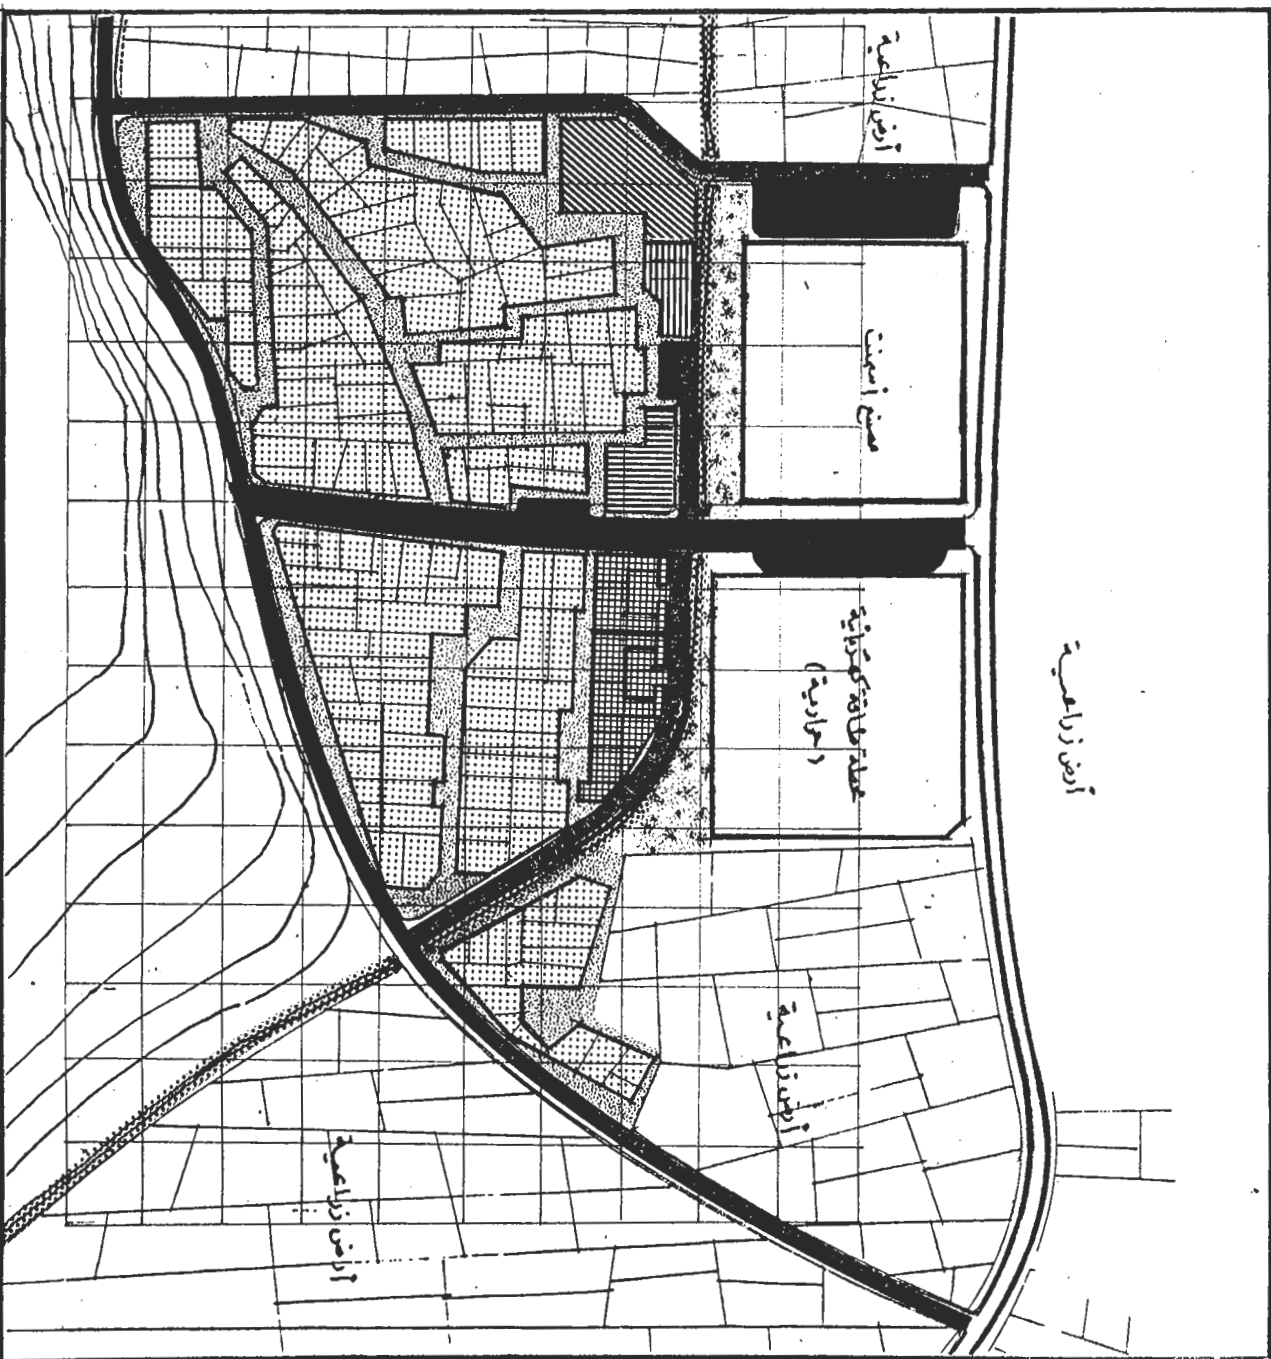 أرض زراعية
مصنع أسمنت
محطة طاقة كهربائية
(حرارية)
أرض زراعية
أرض زراعية
أرض زراعية